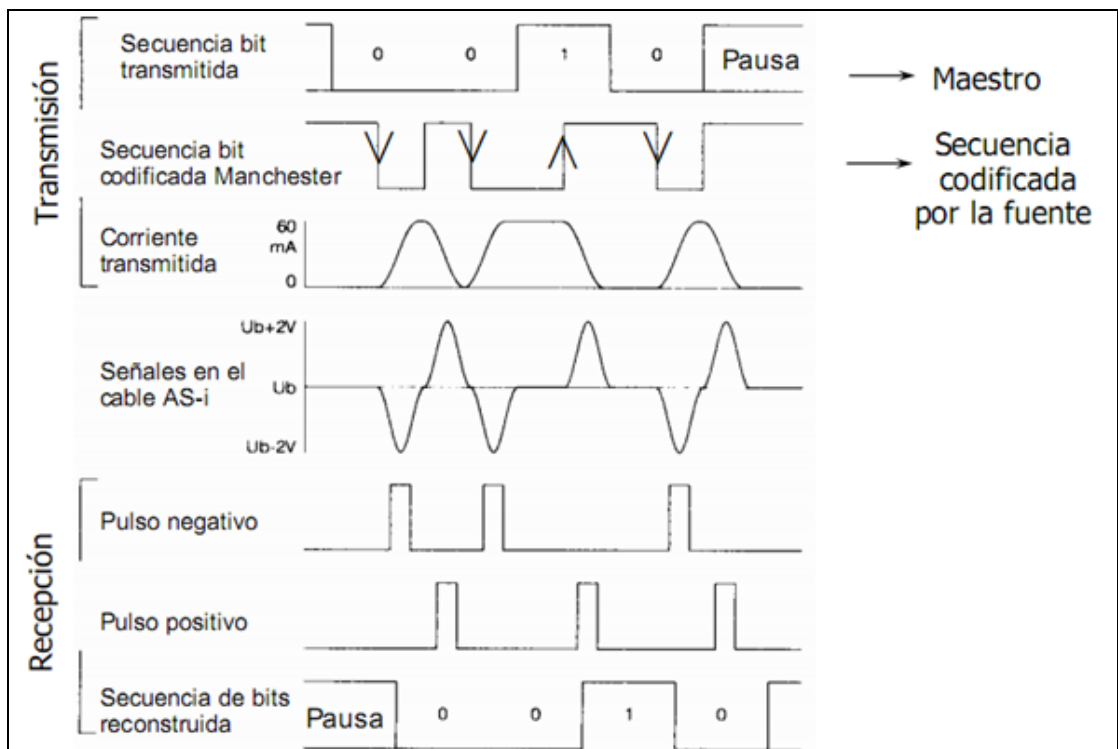 Transmisión
Secuencia bit
transmitida
0 0 1 0 Pausa
Maestro
Secuencia bit
codificada Manchester
Secuencia
codificada
por la fuente
Corriente
transmitida
60
mA
0
Señales en el
cable AS-i
Ub+2V
Ub
Ub-2V
Recepción
Pulso negativo
Pulso positivo
Secuencia de bits
reconstruida
Pausa 0 0 1 0